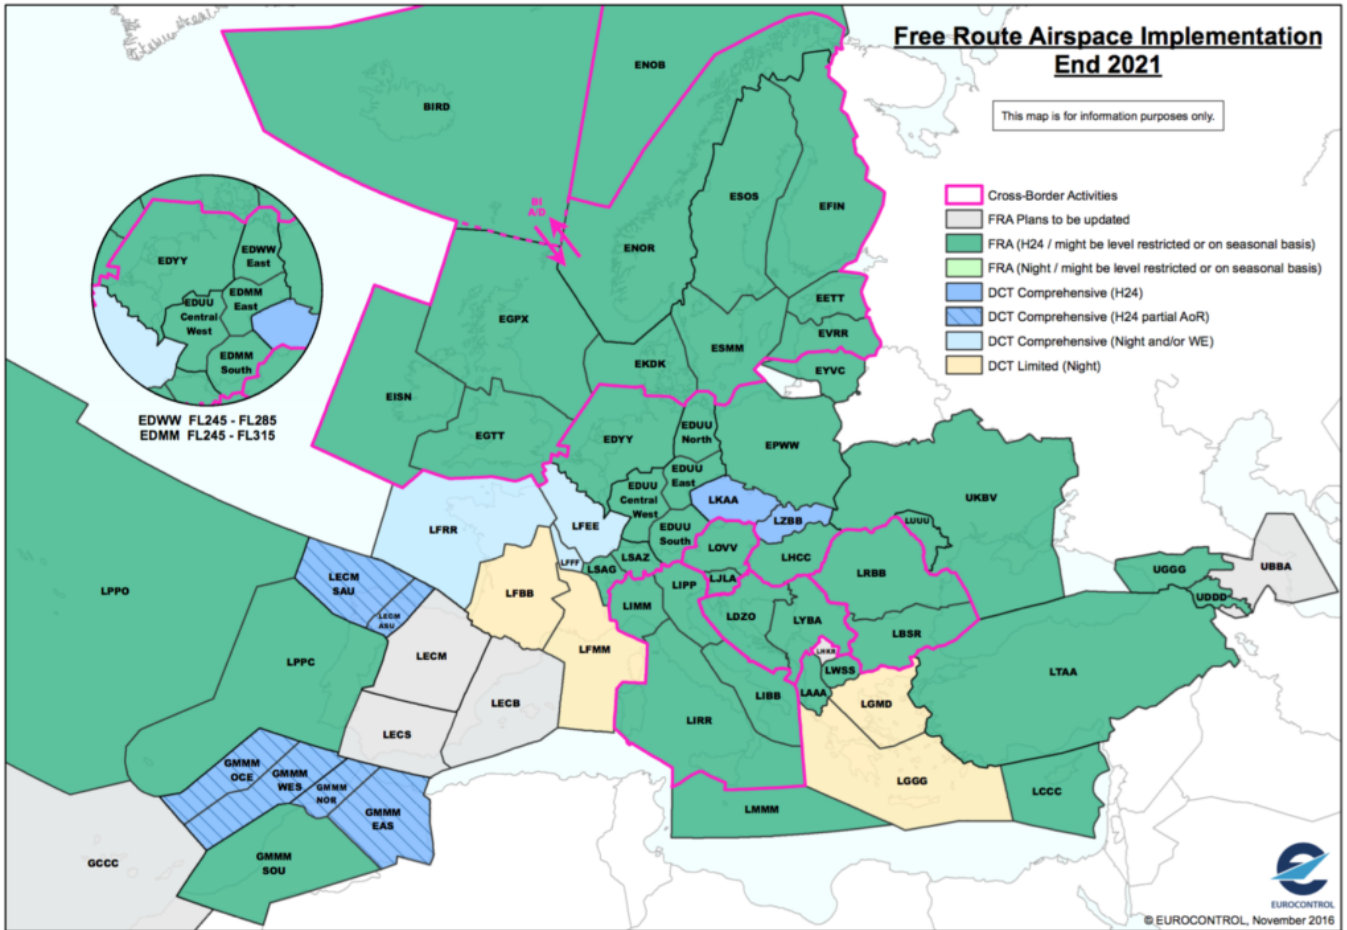 Free Route Airspace Implementation
End 2021
This map is for information purposes only.
Cross-Border Activities
FRA Plans to be updated
FRA (H24 / might be level restricted or on seasonal basis)
FRA (Night / might be level restricted or on seasonal basis)
DCT Comprehensive (H24)
DCT Comprehensive (H24 partial AoR)
DCT Comprehensive (Night and/or WE)
DCT Limited (Night)
BIRD
ENOB
BI
A/D
ESOS
EFIN
ENOR
EDYY
EDWW
East
EDMM
East
EDUU
Central
West
EDMM
South
EDWW FL245 - FL285
EDMM FL245 - FL315
EGPX
EETT
EVRR
ESMM
EKDK
EYVC
EISN
EGTT
EDYY
EDUU
North
EPWW
EDUU
East
EDUU
Central
West
LKAA
UKBV
LFRR
LFEE
LZBB
LUUU
EDUU
South
LOVV
LHCC
LFFF
LSAG
LSAZ
LECM
SAU
LPPO
LFBB
LIPP
LJLA
LRBB
UGGG
UBBA
UDDD
LECM
ASU
LIMM
LDZO
LYBA
LBSR
LPPC
LECM
LFMM
LWSS
LTAA
LECB
LIRR
LIBB
LAAA
LGMD
LECS
GMMM
OCE
GMMM
WES
GMMM
NOR
GMMM
EAS
LGGG
LCCC
LMMM
GCCC
GMMM
SOU
EUROCONTROL
© EUROCONTROL, November 2016